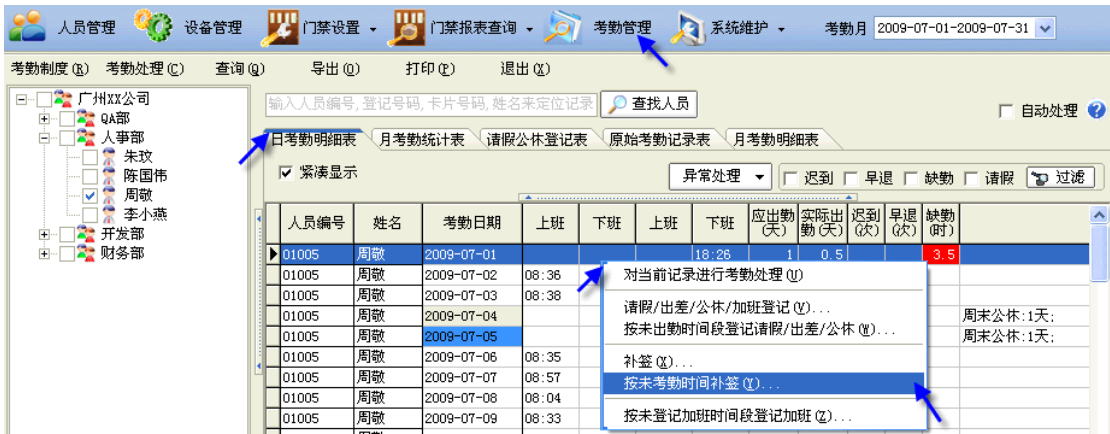 人员管理 设备管理 门禁设置 门禁报表查询 考勤管理 系统维护 考勤月 2009-07-01-2009-07-31
考勤制度(R) 考勤处理(C) 查询(Q) 导出(O) 打印(P) 退出(X)
广州XX公司
QA部
人事部
朱玟
陈国伟
周敬
李小燕
开发部
财务部
输入人员编号,登记号码,卡片号码,姓名来定位记录 查找人员 自动处理
日考勤明细表 月考勤统计表 请假公休登记表 原始考勤记录表 月考勤明细表
紧凑显示 异常处理 迟到 早退 缺勤 请假 过滤
人员编号 姓名 考勤日期 上班 下班 上班 下班 应出勤(天) 实际出勤(天) 迟到(次) 早退(次) 缺勤(时)
01005 周敬 2009-07-01 18:26 1 0.5 3.5
01005 周敬 2009-07-02 08:36
01005 周敬 2009-07-03 08:38
01005 周敬 2009-07-04 周末公休:1天;
01005 周敬 2009-07-05 周末公休:1天;
01005 周敬 2009-07-06 08:35
01005 周敬 2009-07-07 08:57
01005 周敬 2009-07-08 08:04
01005 周敬 2009-07-09 08:33
对当前记录进行考勤处理(U)
请假/出差/公休/加班登记(V)...
按未出勤时间段登记请假/出差/公休(W)...
补签(X)...
按未考勤时间补签(Y)...
按未登记加班时间段登记加班(Z)...